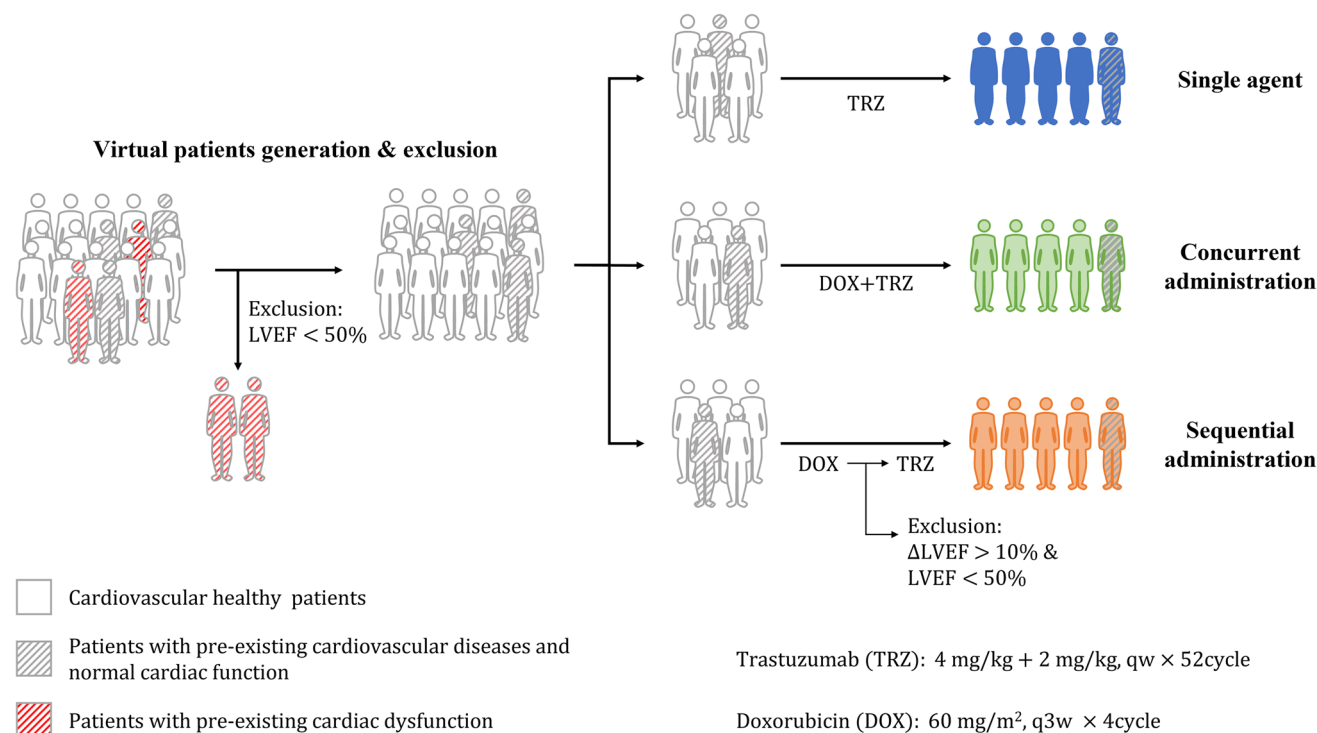 Virtual patients generation & exclusion
Exclusion:
LVEF < 50%
TRZ
Single agent
DOX+TRZ
Concurrent
administration
DOX
TRZ
Sequential
administration
Exclusion:
ΔLVEF > 10% &
LVEF < 50%
Cardiovascular healthy patients
Patients with pre-existing cardiovascular diseases and
normal cardiac function
Patients with pre-existing cardiac dysfunction
Trastuzumab (TRZ): 4 mg/kg + 2 mg/kg, qw × 52cycle
Doxorubicin (DOX): 60 mg/m², q3w × 4cycle